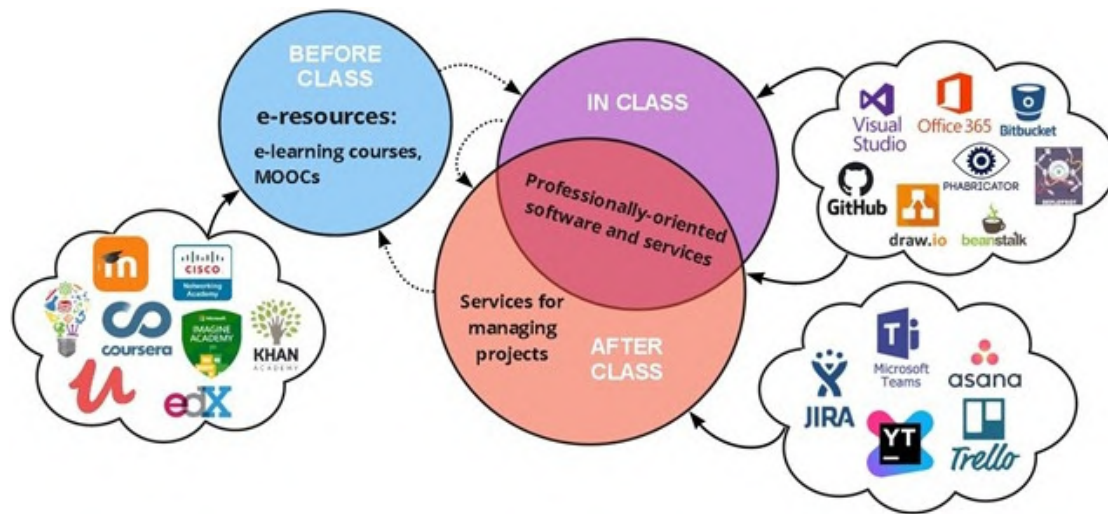 BEFORE
CLASS
e-resources:
e-learning courses,
MOOCs
IN CLASS
Professionally-oriented
software and services
Services for
managing
projects
AFTER
CLASS
CISCO
Networking
Academy
coursera
Microsoft
IMAGINE
ACADEMY
KHAN
ACADEMY
edX
Visual
Studio
Office 365
Bitbucket
GitHub
PHABRICATOR
draw.io
beanstalk
Microsoft
Teams
JIRA
asana
YT
Trello